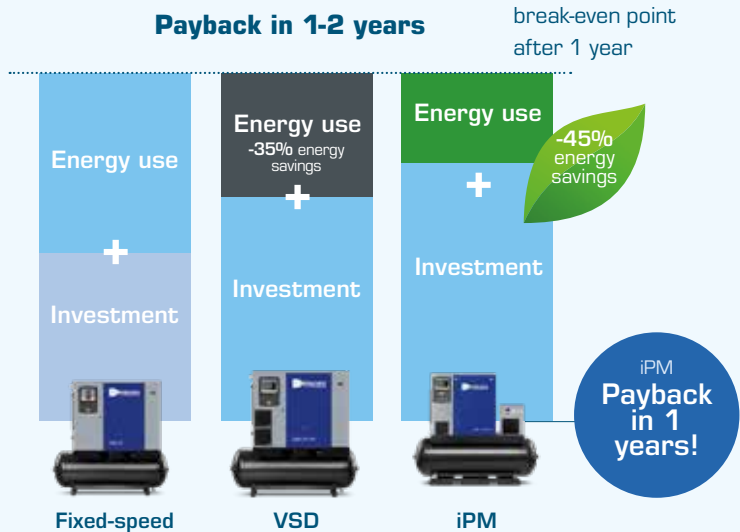 Payback in 1-2 years
break-even point
after 1 year
Energy use
+
Investment
Fixed-speed
Energy use
-35% energy
savings
+
Investment
VSD
Energy use
+
Investment
iPM
-45%
energy
savings
iPM
Payback
in 1
years!